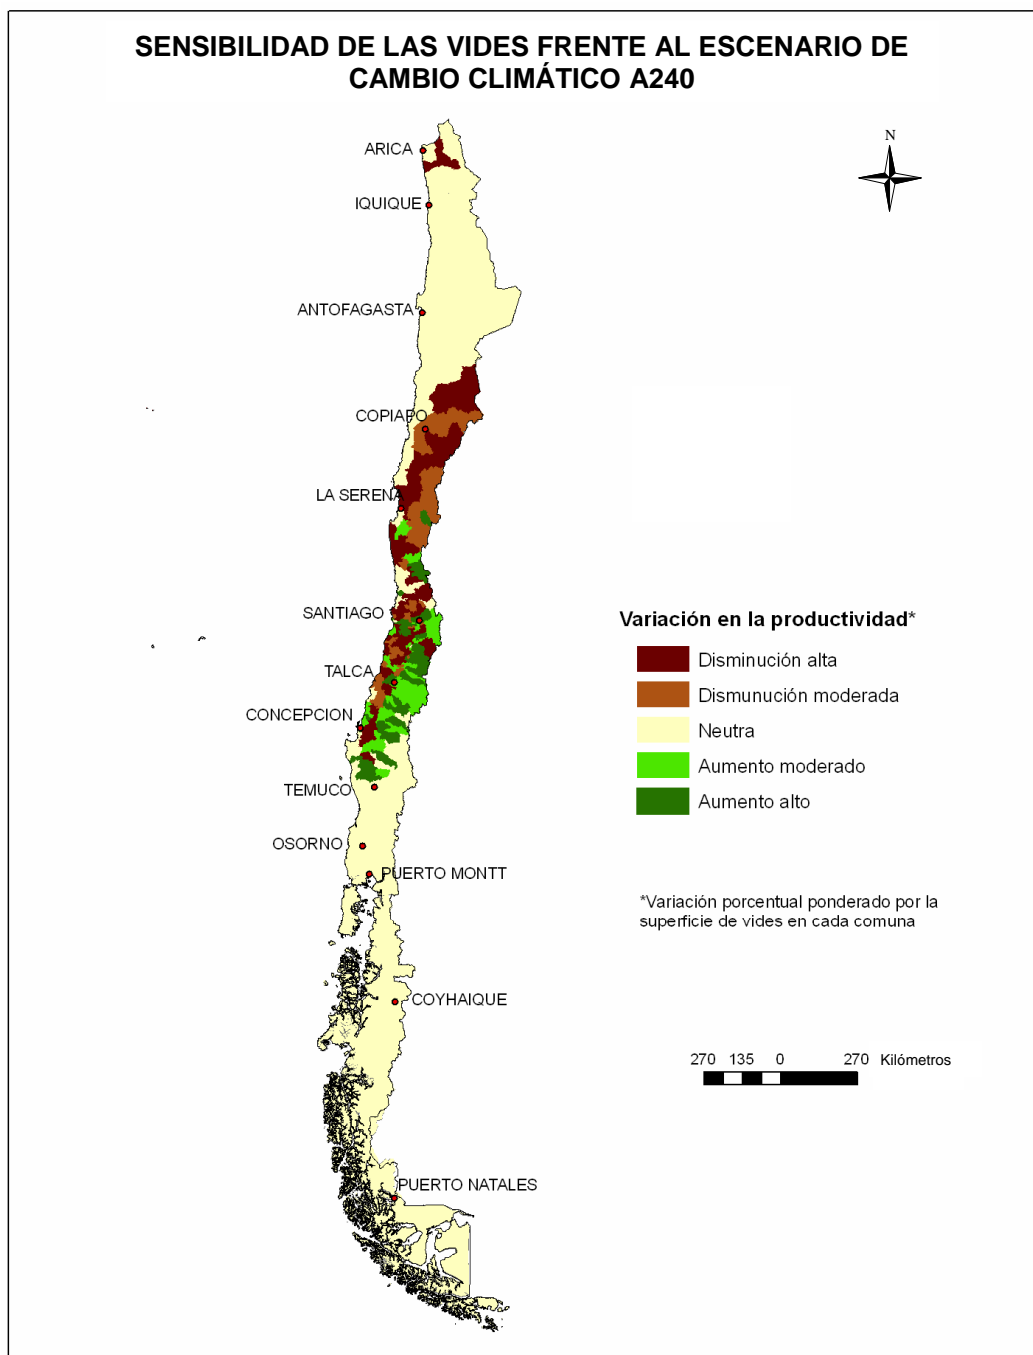 SENSIBILIDAD DE LAS VIDES FRENTE AL ESCENARIO DE
CAMBIO CLIMÁTICO A240
N
ARICA
IQUIQUE
ANTOFAGASTA
COPIAPO
LA SERENA
SANTIAGO
TALCA
CONCEPCION
TEMUCO
OSORNO
PUERTO MONTT
COYHAIQUE
PUERTO NATALES
Variación en la productividad*
Disminución alta
Dismunución moderada
Neutra
Aumento moderado
Aumento alto
*Variación porcentual ponderado por la
superficie de vides en cada comuna
270 135 0 270 Kilómetros